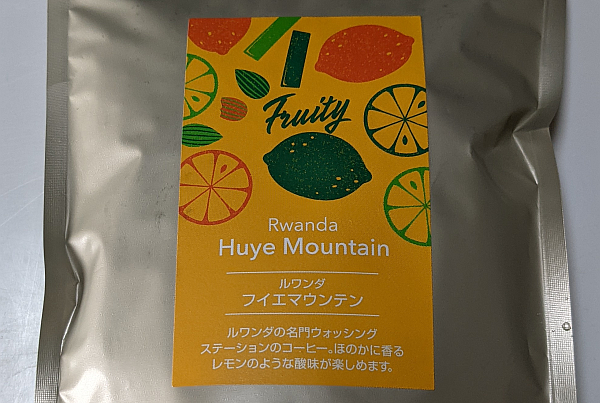 Fruity
Rwanda
Huye Mountain
ルワンダ
フイエマウンテン
ルワンダの名門ウォッシング
ステーションのコーヒー。ほのかに香る
レモンのような酸味が楽しめます。